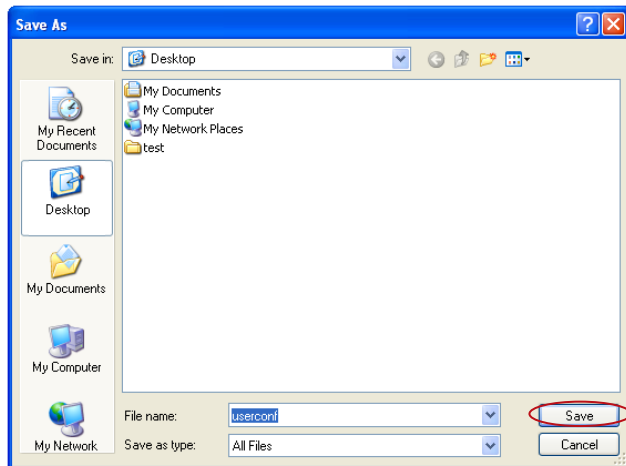 Save As
Save in: Desktop
My Documents
My Computer
My Network Places
test
My Recent
Documents
Desktop
My Documents
My Computer
My Network
File name: userconf Save
Save as type: All Files Cancel